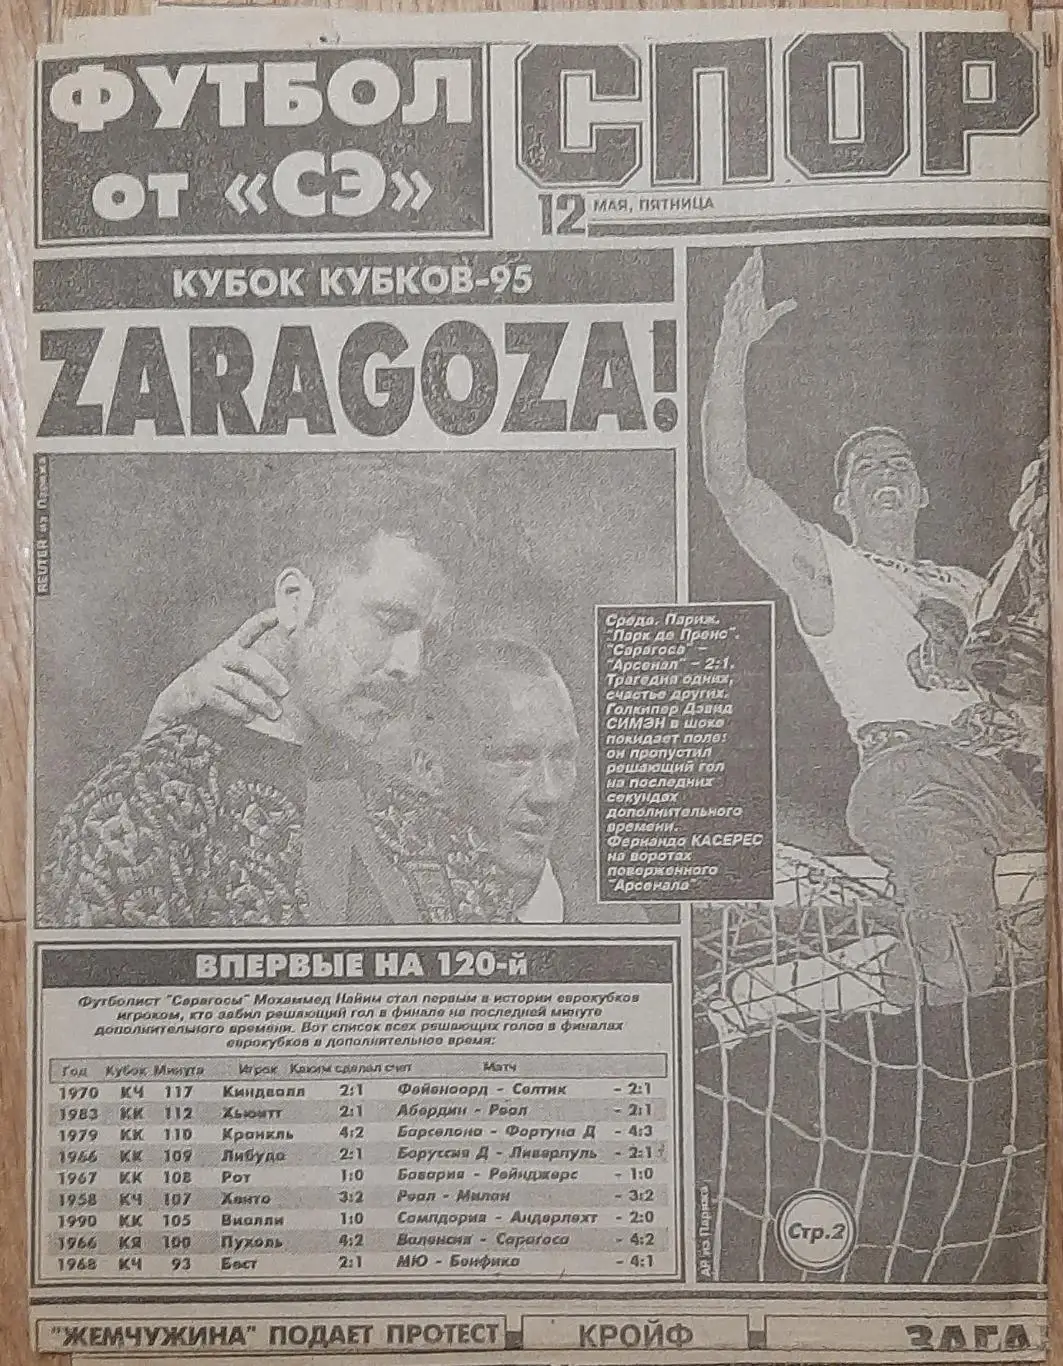 ФУТБОЛ
от «СЭ»
СПОР
12 МАЯ, ПЯТНИЦА
КУБОК КУБКОВ-95
ZARAGOZA!
REUTER из Парижа
Среда. Париж.
"Парк де Пренс".
"Сарагоса" –
"Арсенал" – 2:1.
Трагедия одних,
счастье других.
Голкипер Дэвид
СИМЭН в шоке
покидает поле:
он пропустил
решающий гол
на последних
секундах
дополнительного
времени.
Фернандо КАСЕРЕС
на воротах
поверженного
"Арсенала"
ВПЕРВЫЕ НА 120-й
Футболист "Сарагосы" Мохаммед Найим стал первым в истории еврокубков
игроком, кто забил решающий гол в финале на последней минуте
дополнительного времени. Вот список всех решающих голов в финалах
еврокубков в дополнительное время:
Год Кубок Минута Игрок Каким сделал счет Матч
1970 КЧ 117 Киндвалл 2:1 Фейеноорд - Селтик - 2:1
1983 КК 112 Хьюитт 2:1 Абердин - Реал - 2:1
1979 КК 110 Кранкль 4:2 Барселона - Фортуна Д - 4:3
1966 КК 109 Либуда 2:1 Боруссия Д - Ливерпуль - 2:1
1967 КК 108 Рот 1:0 Бавария - Рейнджерс - 1:0
1958 КЧ 107 Хенто 3:2 Реал - Милан - 3:2
1990 КК 105 Виалли 1:0 Сампдория - Андерлехт - 2:0
1966 КЯ 100 Пухоль 4:2 Валенсия - Сарагоса - 4:2
1968 КЧ 93 Бест 2:1 МЮ - Бенфика - 4:1
АР из Парижа
Стр.2
"ЖЕМЧУЖИНА" ПОДАЕТ ПРОТЕСТ
КРОЙФ
ЗАГА